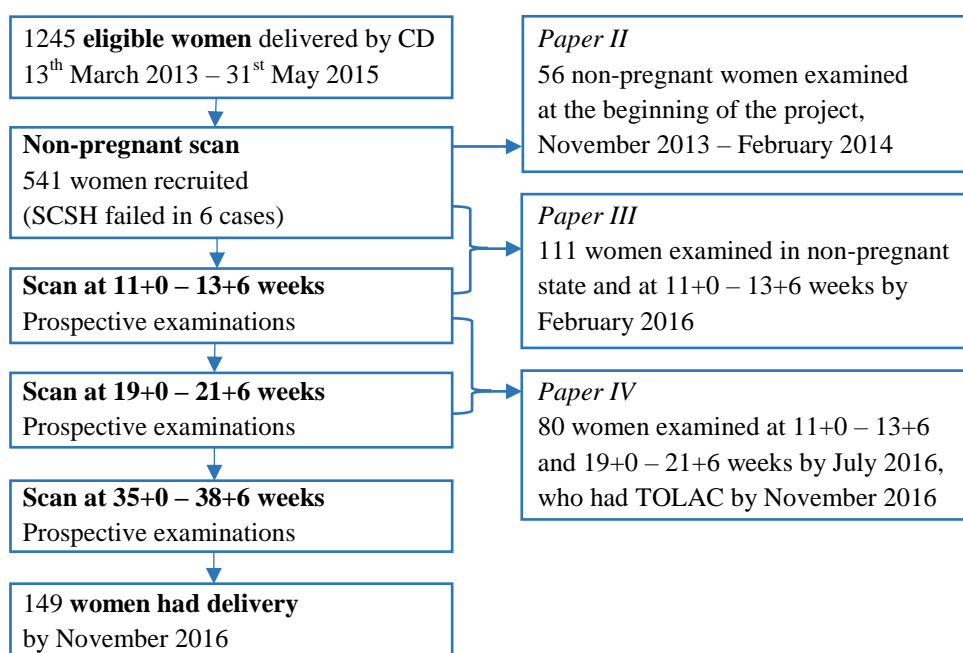 1245 eligible women delivered by CD
13th March 2013 – 31st May 2015
Non-pregnant scan
541 women recruited
(SCSH failed in 6 cases)
Scan at 11+0 – 13+6 weeks
Prospective examinations
Scan at 19+0 – 21+6 weeks
Prospective examinations
Scan at 35+0 – 38+6 weeks
Prospective examinations
149 women had delivery
by November 2016
Paper II
56 non-pregnant women examined
at the beginning of the project,
November 2013 – February 2014
Paper III
111 women examined in non-pregnant
state and at 11+0 – 13+6 weeks by
February 2016
Paper IV
80 women examined at 11+0 – 13+6
and 19+0 – 21+6 weeks by July 2016,
who had TOLAC by November 2016